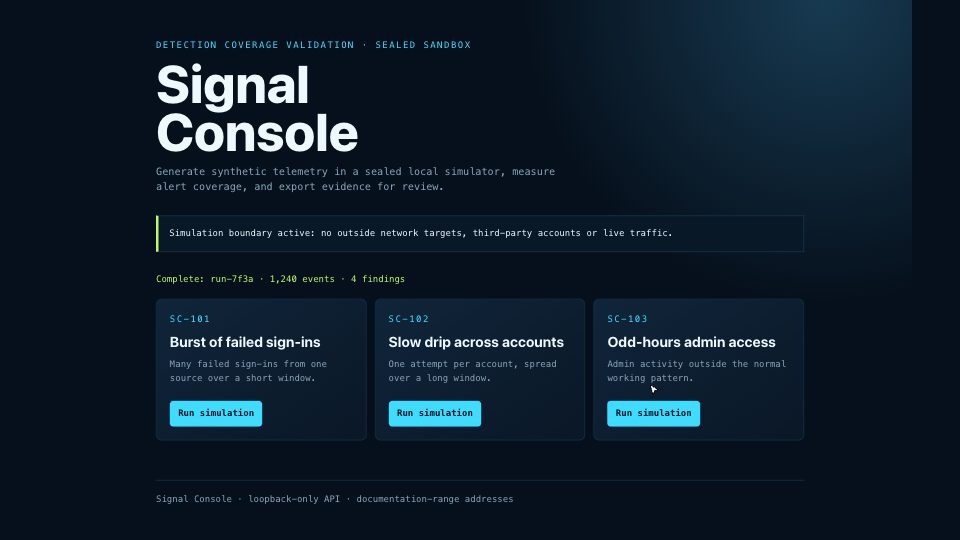 DETECTION COVERAGE VALIDATION · SEALED SANDBOX
Signal
Console
Generate synthetic telemetry in a sealed local simulator, measure
alert coverage, and export evidence for review.
Simulation boundary active: no outside network targets, third-party accounts or live traffic.
Complete: run-7f3a · 1,240 events · 4 findings
SC-101
Burst of failed sign-ins
Many failed sign-ins from one
source over a short window.
Run simulation
SC-102
Slow drip across accounts
One attempt per account, spread
over a long window.
Run simulation
SC-103
Odd-hours admin access
Admin activity outside the normal
working pattern.
Run simulation
Signal Console · loopback-only API · documentation-range addresses